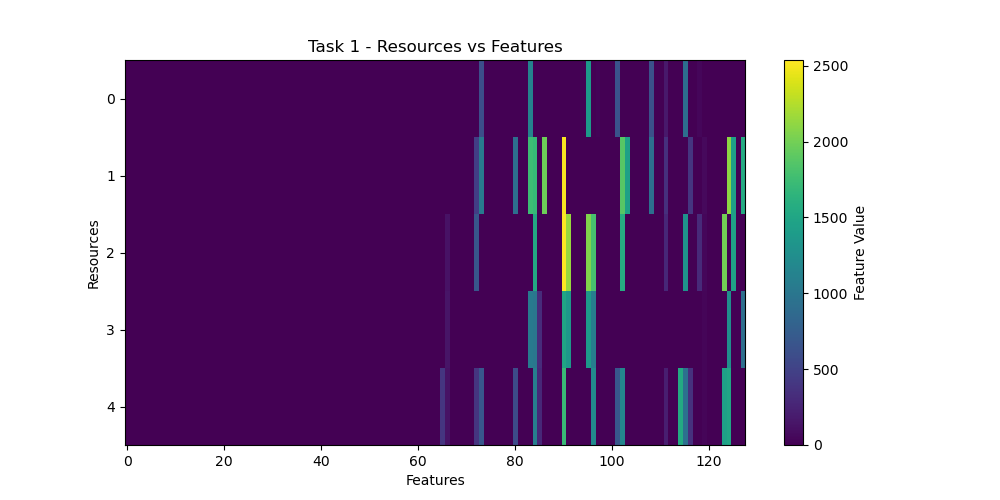 Task 1 - Resources vs Features
Resources
0
1
2
3
4
0 20 40 60 80 100 120
Features
2500
2000
1500
1000
500
0
Feature Value